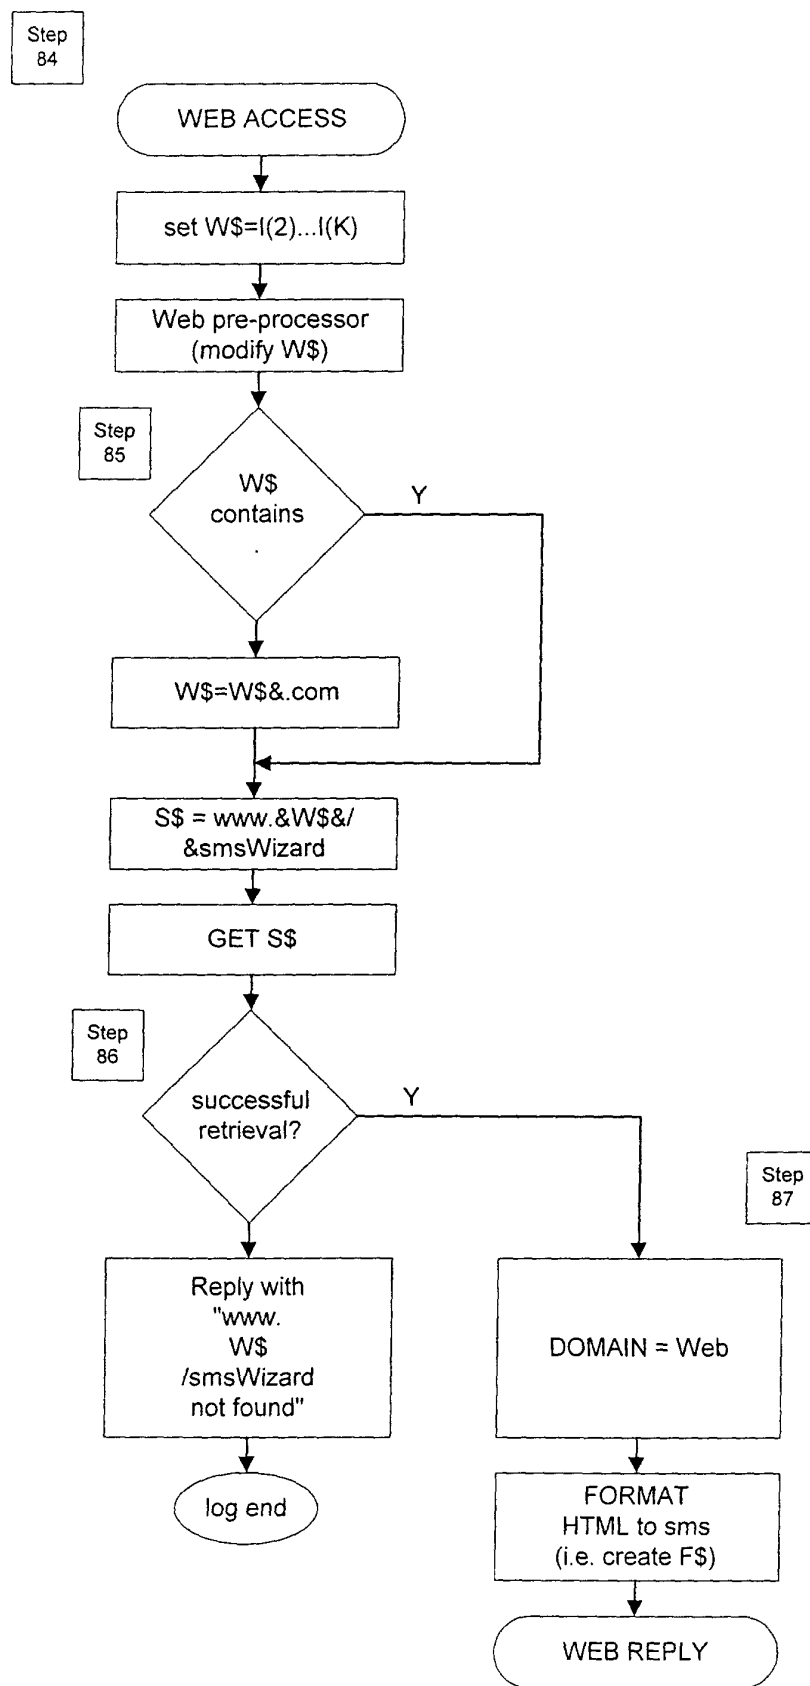 Step
84
WEB ACCESS
set W$=I(2)...I(K)
Web pre-processor
(modify W$)
Step
85
W$
contains
.
Y
W$=W$&.com
S$ = www.&W$&/
&smsWizard
GET S$
Step
86
successful
retrieval?
Y
Step
87
Reply with
"www.
W$
/smsWizard
not found"
DOMAIN = Web
log end
FORMAT
HTML to sms
(i.e. create F$)
WEB REPLY